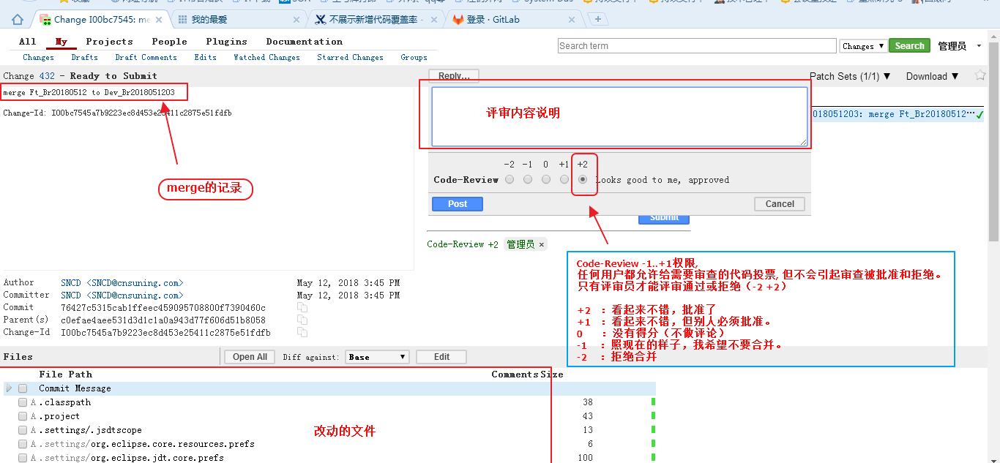 Change I00bc7545: me
我的最爱
不展示新增代码覆盖率 -
登录 · GitLab
All My Projects People Plugins Documentation
Search term
Changes ▼
Search
管理员
Changes Drafts Draft Comments Edits Watched Changes Starred Changes Groups
Change 432 - Ready to Submit
Reply…
Patch Sets (1/1) ▼
Download ▼
merge Ft_Br20180512 to Dev_Br2018051203
Change-Id: I00bc7545a7b9223ec8d453e25411c2875e51fdfb
merge的记录
评审内容说明
018051203: merge Ft_Br20180512…
-2 -1 0 +1 +2
Code-Review
Looks good to me, approved
Post
Cancel
Submit
Code-Review +2 管理员 ×
Code-Review -1..+1权限,
任何用户都允许给需要审查的代码投票, 但不会引起审查被批准和拒绝。
只有评审员才能评审通过或拒绝（-2 +2）
+2 ：看起来不错，批准了
+1 ：看起来不错，但别人必须批准。
0 ：没有得分（不做评论）
-1 ：照现在的样子，我希望不要合并。
-2 ：拒绝合并
Author SNCD <SNCD@cnsuning.com> May 12, 2018 3:45 PM
Committer SNCD <SNCD@cnsuning.com> May 12, 2018 3:45 PM
Commit 76427c5315cab1ffeec459095708800f7390460c
Parent(s) c0efae4aee531d3d1c1a0a943d77f606d51b8058
Change-Id I00bc7545a7b9223ec8d453e25411c2875e51fdfb
Files
Open All
Diff against:
Base ▼
Edit
File Path Comments Size
Commit Message
A .classpath 38
A .project 43
A .settings/.jsdtscope 13
A .settings/org.eclipse.core.resources.prefs 6
A .settings/org.eclipse.jdt.core.prefs 100
改动的文件